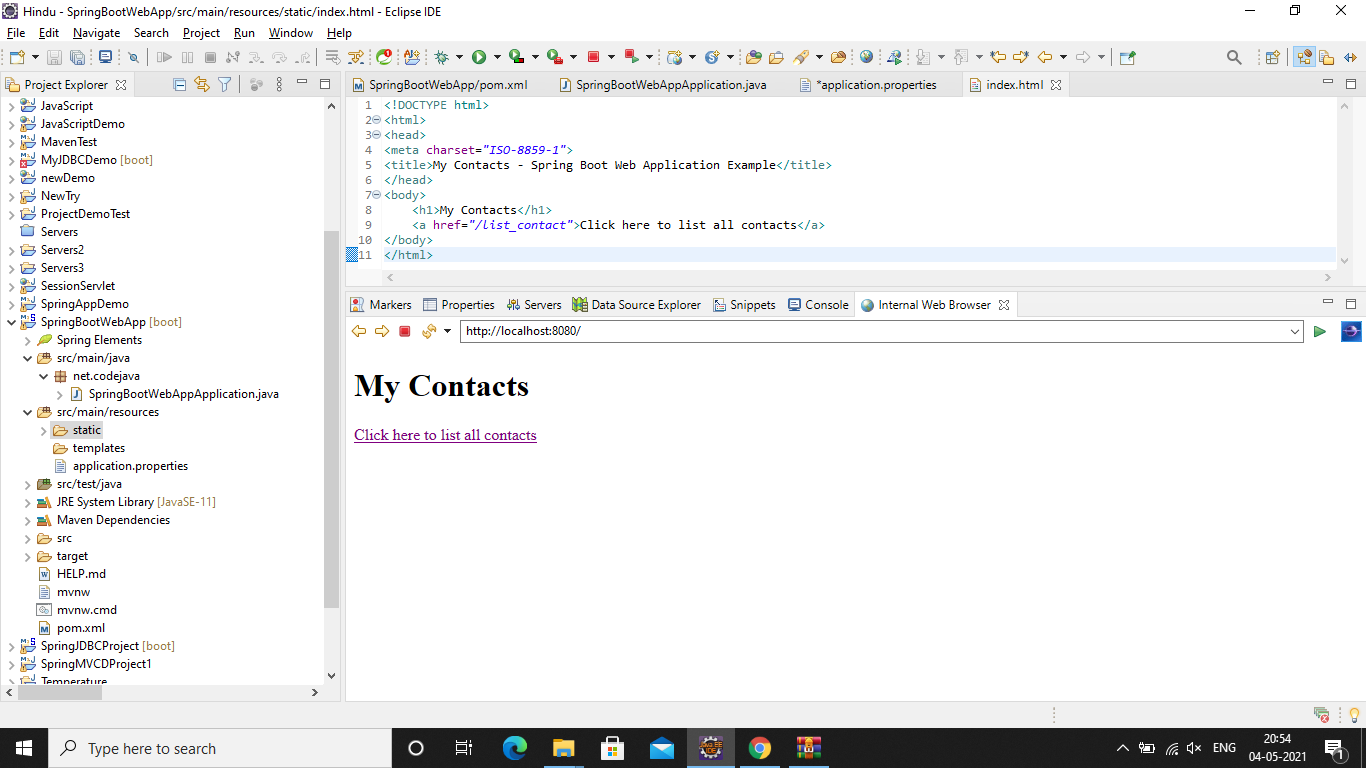 Hindu - SpringBootWebApp/src/main/resources/static/index.html - Eclipse IDE
File Edit Navigate Search Project Run Window Help
Project Explorer
JavaScript
JavaScriptDemo
MavenTest
MyJDBCDemo [boot]
newDemo
NewTry
ProjectDemoTest
Servers
Servers2
Servers3
SessionServlet
SpringAppDemo
SpringBootWebApp [boot]
Spring Elements
src/main/java
net.codejava
SpringBootWebAppApplication.java
src/main/resources
static
templates
application.properties
src/test/java
JRE System Library [JavaSE-11]
Maven Dependencies
src
target
HELP.md
mvnw
mvnw.cmd
pom.xml
SpringJDBCProject [boot]
SpringMVCDProject1
Temperature
SpringBootWebApp/pom.xml SpringBootWebAppApplication.java *application.properties index.html
1 <!DOCTYPE html>
2 <html>
3 <head>
4 <meta charset="ISO-8859-1">
5 <title>My Contacts - Spring Boot Web Application Example</title>
6 </head>
7 <body>
8 <h1>My Contacts</h1>
9 <a href="/list_contact">Click here to list all contacts</a>
10 </body>
11 </html>
Markers Properties Servers Data Source Explorer Snippets Console Internal Web Browser
http://localhost:8080/
My Contacts
Click here to list all contacts
Type here to search
ENG
20:54
04-05-2021
1